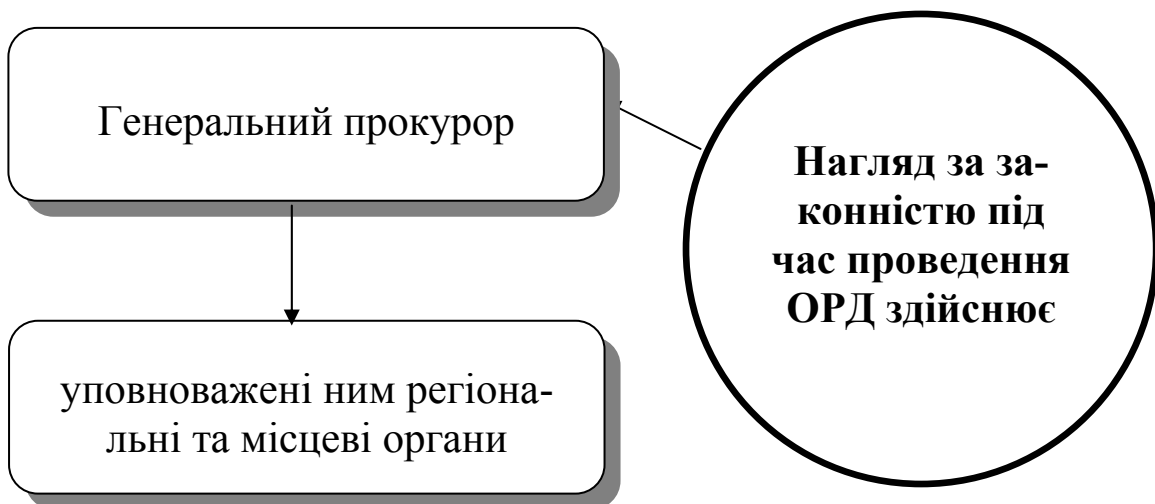 Генеральний прокурор
Нагляд за за-
конністю під
час проведення
ОРД здійснює
уповноважені ним регіона-
льні та місцеві органи